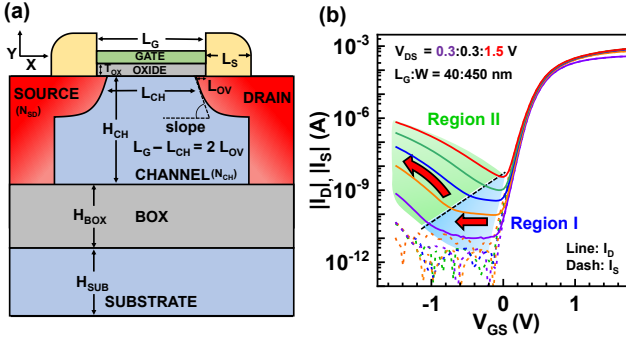 (a)
Y
X
L_G
GATE
OXIDE
T_OX
L_S
SOURCE
(N_SD)
DRAIN
L_OV
L_CH
H_CH
slope
L_G – L_CH = 2 L_OV
CHANNEL(N_CH)
H_BOX
BOX
H_SUB
SUBSTRATE
(b)
|I_D|, |I_S| (A)
10^-3
10^-6
10^-9
10^-12
V_DS = 0.3:0.3:1.5 V
L_G:W = 40:450 nm
Region II
Region I
Line: I_D
Dash: I_S
-1
0
1
V_GS (V)